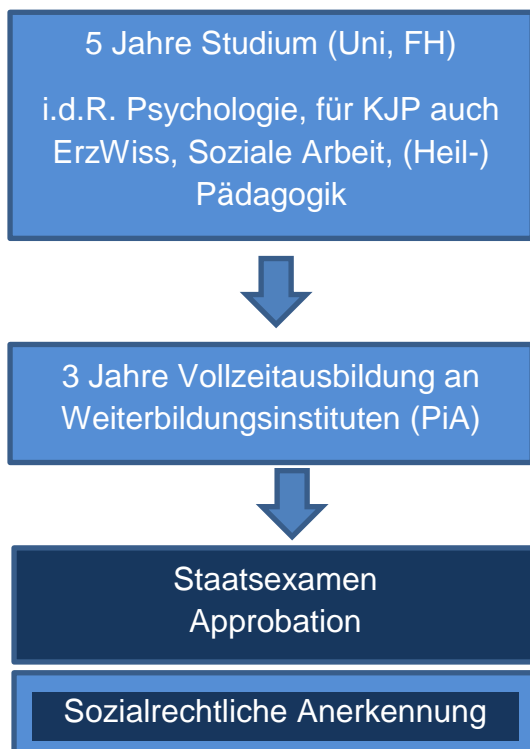 5 Jahre Studium (Uni, FH)
i.d.R. Psychologie, für KJP auch
ErzWiss, Soziale Arbeit, (Heil-)
Pädagogik
3 Jahre Vollzeitausbildung an
Weiterbildungsinstituten (PiA)
Staatsexamen
Approbation
Sozialrechtliche Anerkennung